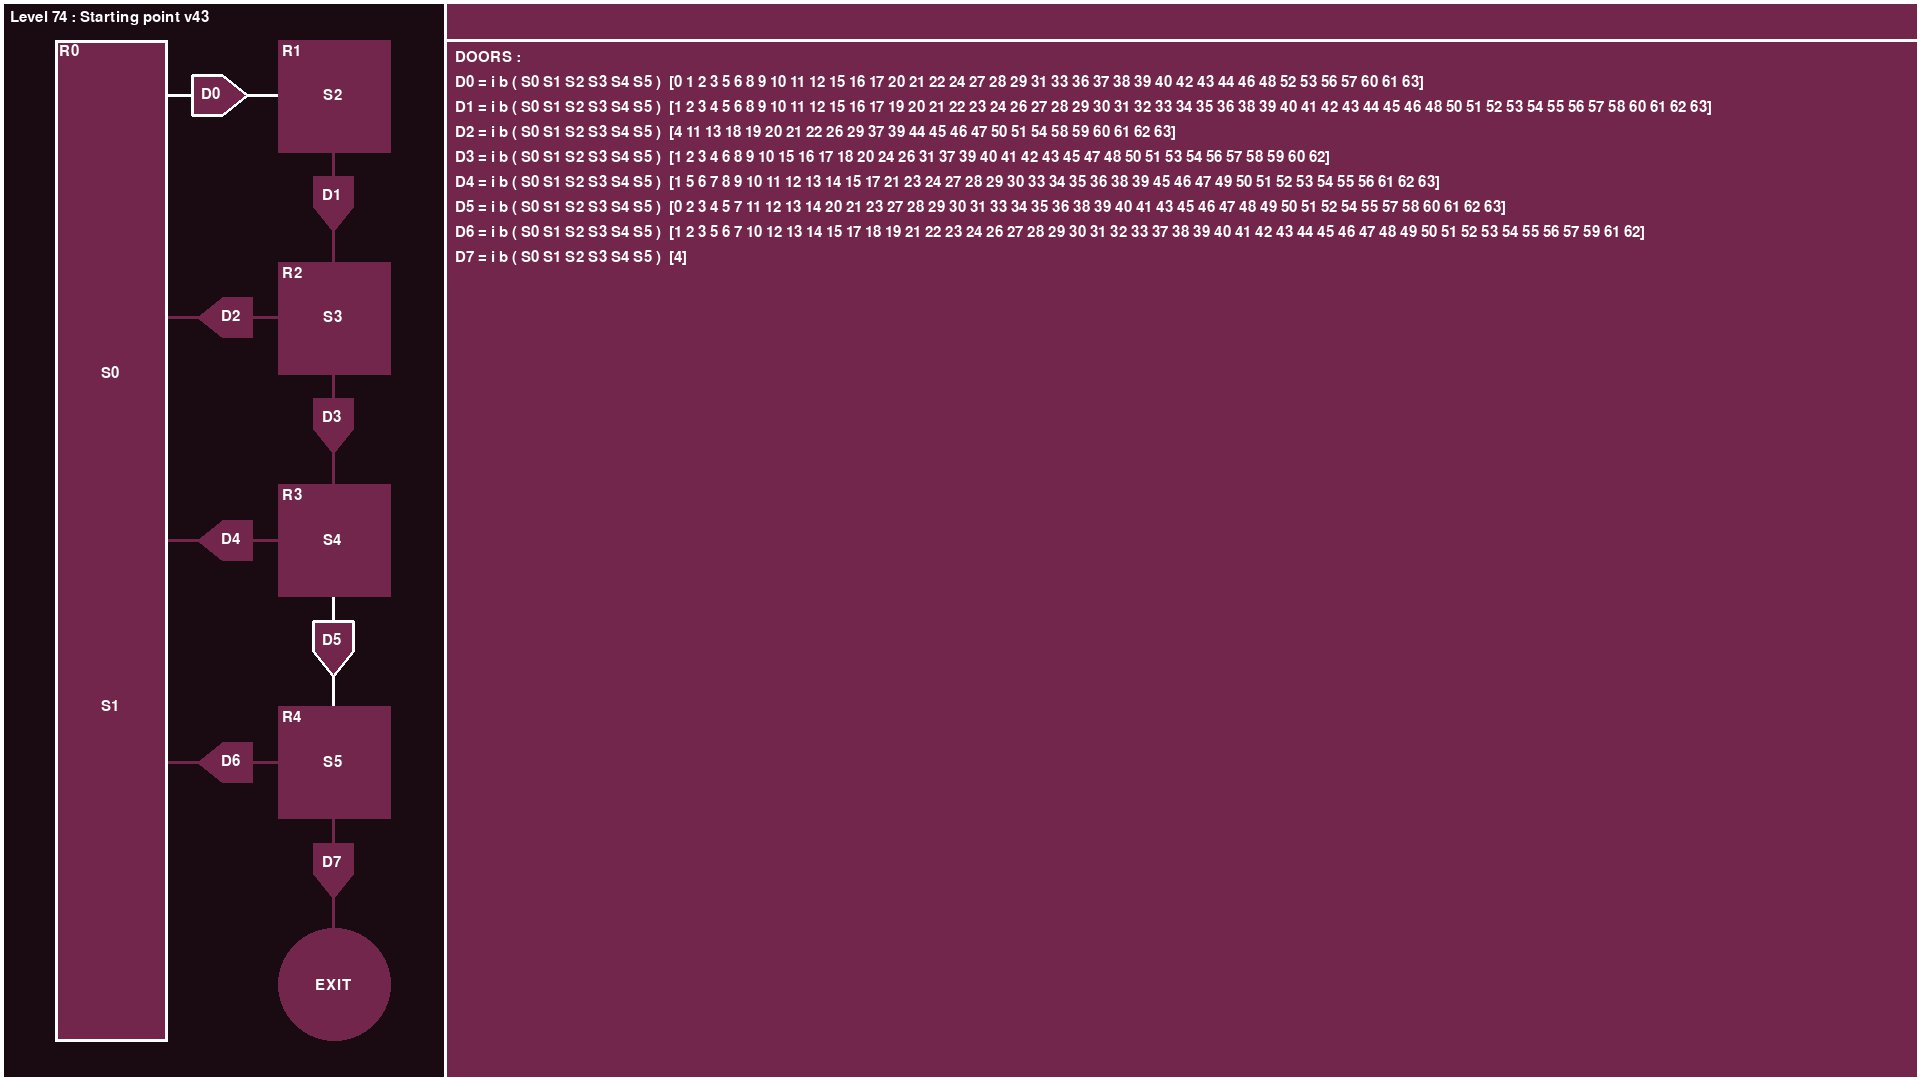 Level 74 : Starting point v43
R0
S0
S1
D0
R1
S2
D1
R2
S3
D2
D3
R3
S4
D4
D5
R4
S5
D6
D7
EXIT
DOORS :
D0 = i b ( S0 S1 S2 S3 S4 S5 ) [0 1 2 3 5 6 8 9 10 11 12 15 16 17 20 21 22 24 27 28 29 31 33 36 37 38 39 40 42 43 44 46 48 52 53 56 57 60 61 63]
D1 = i b ( S0 S1 S2 S3 S4 S5 ) [1 2 3 4 5 6 8 9 10 11 12 15 16 17 19 20 21 22 23 24 26 27 28 29 30 31 32 33 34 35 36 38 39 40 41 42 43 44 45 46 48 50 51 52 53 54 55 56 57 58 60 61 62 63]
D2 = i b ( S0 S1 S2 S3 S4 S5 ) [4 11 13 18 19 20 21 22 26 29 37 39 44 45 46 47 50 51 54 58 59 60 61 62 63]
D3 = i b ( S0 S1 S2 S3 S4 S5 ) [1 2 3 4 6 8 9 10 15 16 17 18 20 24 26 31 37 39 40 41 42 43 45 47 48 50 51 53 54 56 57 58 59 60 62]
D4 = i b ( S0 S1 S2 S3 S4 S5 ) [1 5 6 7 8 9 10 11 12 13 14 15 17 21 23 24 27 28 29 30 33 34 35 36 38 39 45 46 47 49 50 51 52 53 54 55 56 61 62 63]
D5 = i b ( S0 S1 S2 S3 S4 S5 ) [0 2 3 4 5 7 11 12 13 14 20 21 23 27 28 29 30 31 33 34 35 36 38 39 40 41 43 45 46 47 48 49 50 51 52 54 55 57 58 60 61 62 63]
D6 = i b ( S0 S1 S2 S3 S4 S5 ) [1 2 3 5 6 7 10 12 13 14 15 17 18 19 21 22 23 24 26 27 28 29 30 31 32 33 37 38 39 40 41 42 43 44 45 46 47 48 49 50 51 52 53 54 55 56 57 59 61 62]
D7 = i b ( S0 S1 S2 S3 S4 S5 ) [4]